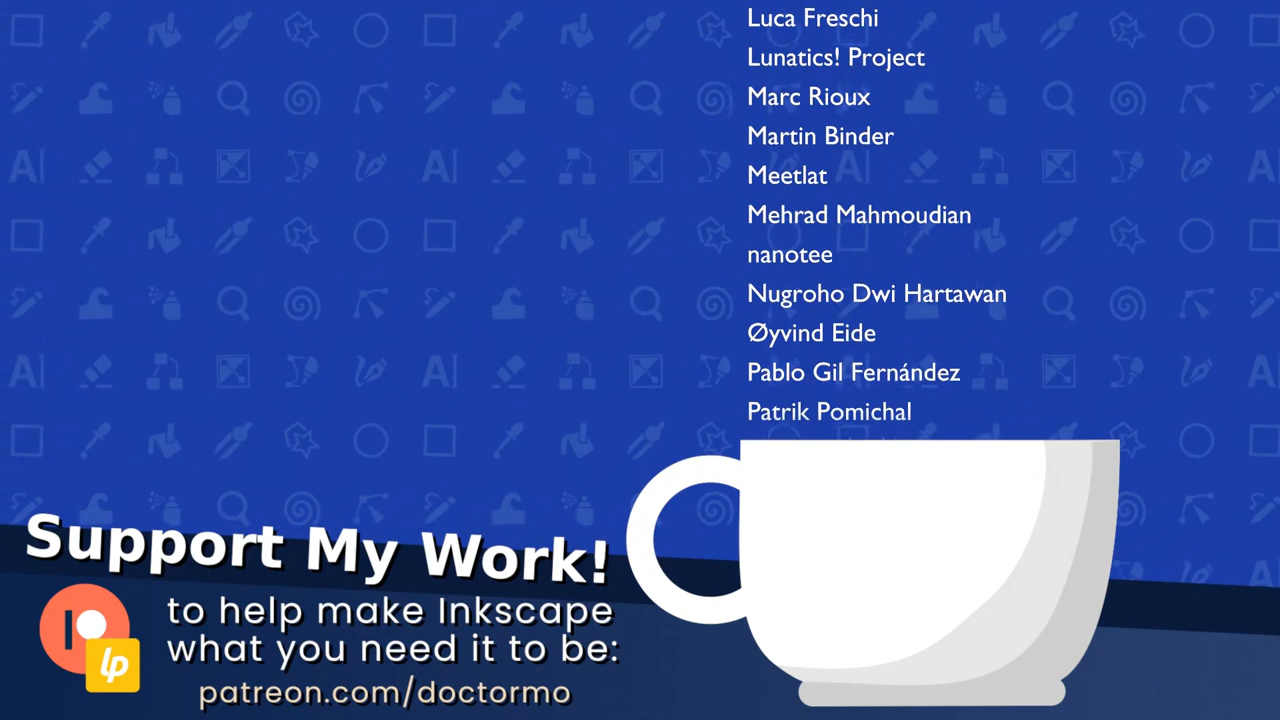 Luca Freschi
Lunatics! Project
Marc Rioux
Martin Binder
Meetlat
Mehrad Mahmoudian
nanotee
Nugroho Dwi Hartawan
Øyvind Eide
Pablo Gil Fernández
Patrik Pomichal
Support My Work!
to help make Inkscape
what you need it to be:
lp
patreon.com/doctormo